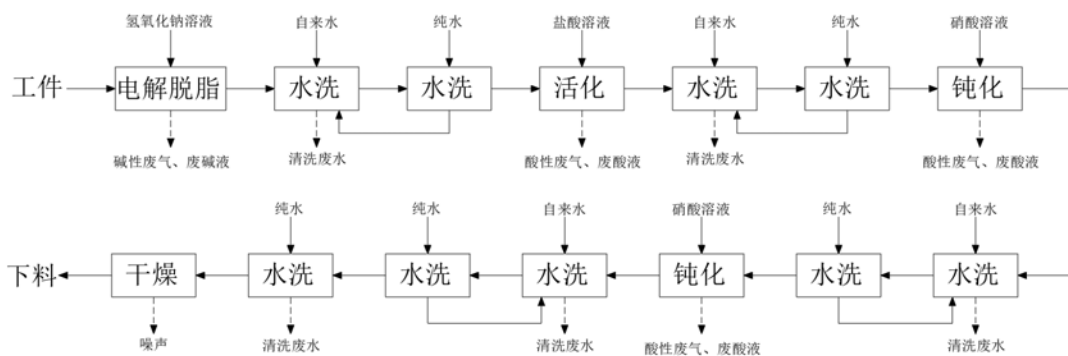 氢氧化钠溶液 自来水 纯水 盐酸溶液 自来水 纯水 硝酸溶液
工件 电解脱脂 水洗 水洗 活化 水洗 水洗 钝化
碱性废气、废碱液 清洗废水 酸性废气、废酸液 清洗废水 酸性废气、废酸液
纯水 纯水 自来水 硝酸溶液 纯水 自来水
下料 干燥 水洗 水洗 水洗 钝化 水洗 水洗
噪声 清洗废水 清洗废水 酸性废气、废酸液 清洗废水